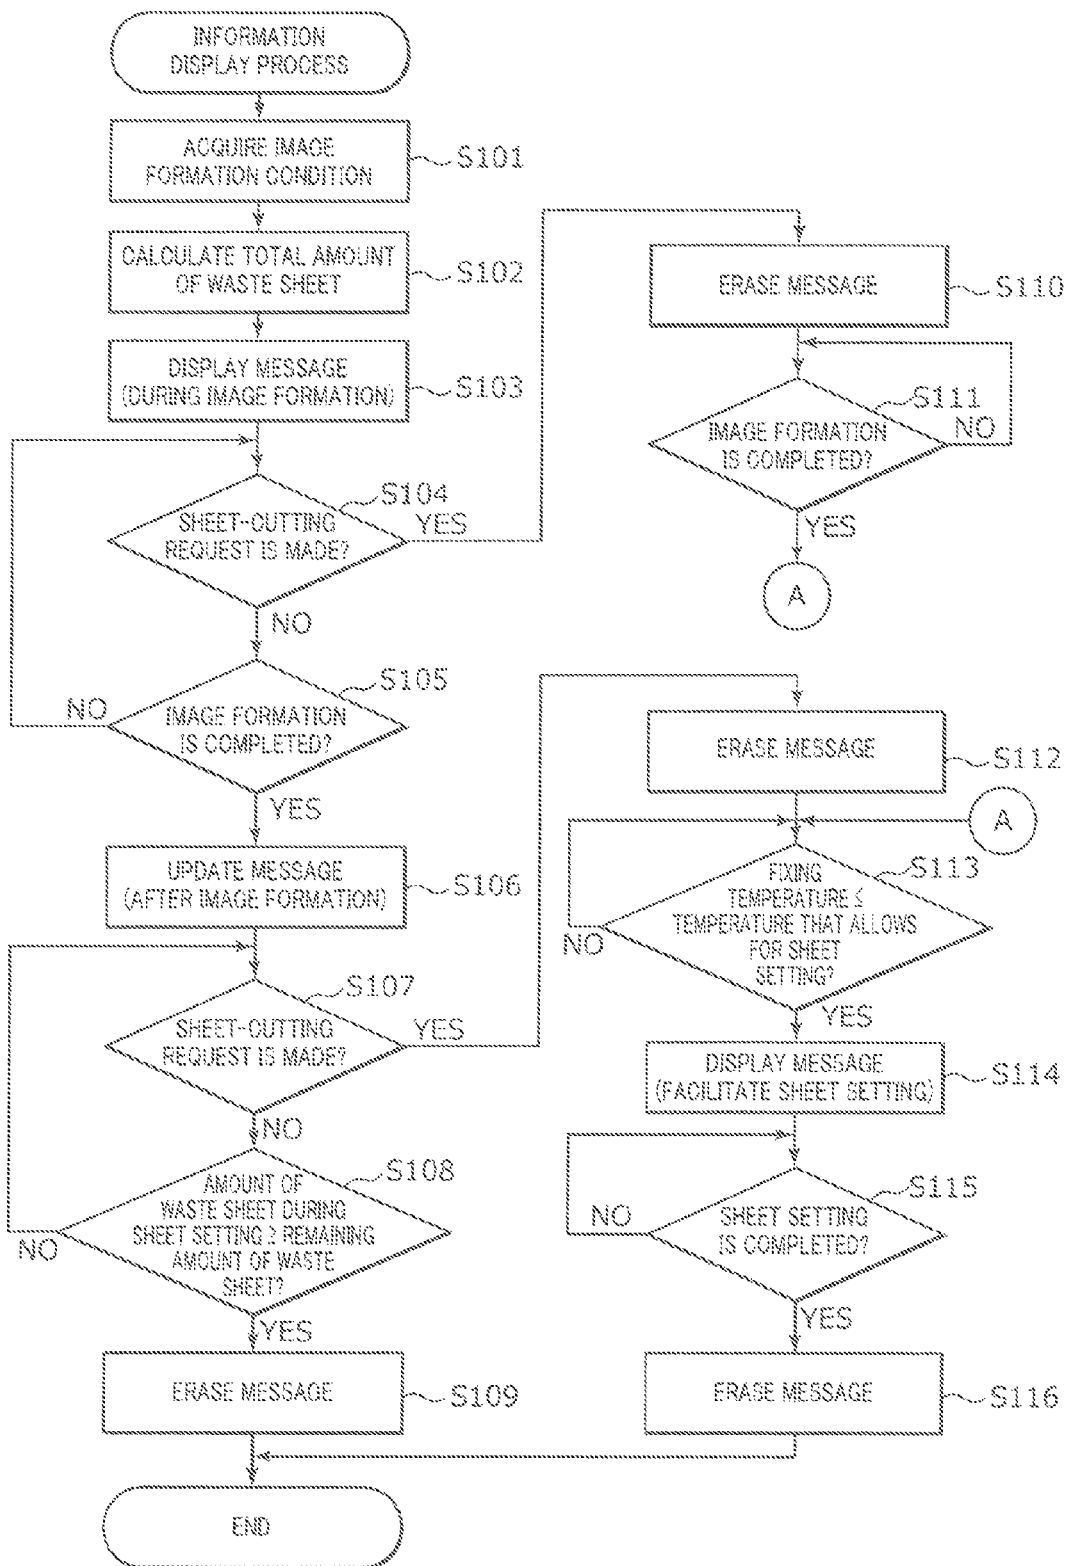 INFORMATION
DISPLAY PROCESS
ACQUIRE IMAGE
FORMATION CONDITION
S101
CALCULATE TOTAL AMOUNT
OF WASTE SHEET
S102
DISPLAY MESSAGE
(DURING IMAGE FORMATION)
S103
S104
SHEET-CUTTING
REQUEST IS MADE?
YES
NO
S105
IMAGE FORMATION
IS COMPLETED?
NO
YES
UPDATE MESSAGE
(AFTER IMAGE FORMATION)
S106
S107
SHEET-CUTTING
REQUEST IS MADE?
YES
NO
S108
AMOUNT OF
WASTE SHEET DURING
SHEET SETTING ≥ REMAINING
AMOUNT OF WASTE
SHEET?
NO
YES
ERASE MESSAGE
S109
END
ERASE MESSAGE
S110
S111
IMAGE FORMATION
IS COMPLETED?
NO
YES
A
ERASE MESSAGE
S112
A
S113
FIXING
TEMPERATURE ≤
TEMPERATURE THAT ALLOWS
FOR SHEET
SETTING?
NO
YES
DISPLAY MESSAGE
(FACILITATE SHEET SETTING)
S114
S115
SHEET SETTING
IS COMPLETED?
NO
YES
ERASE MESSAGE
S116